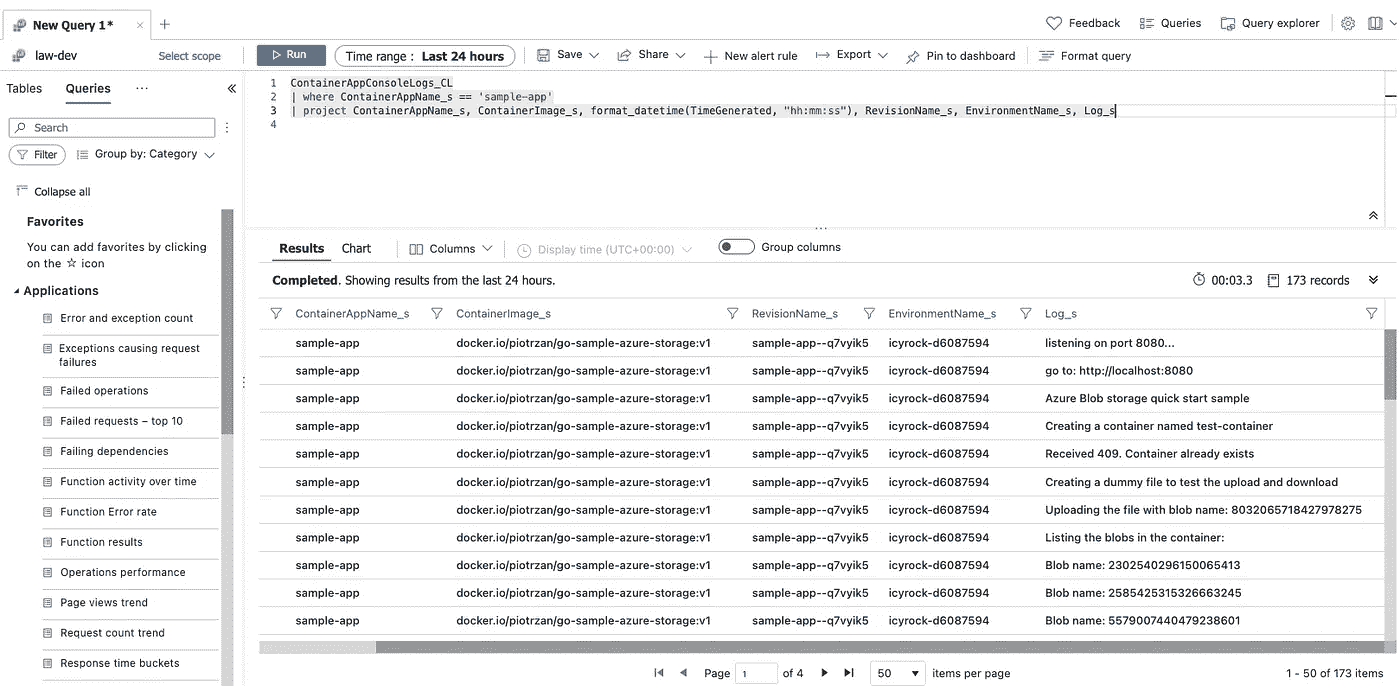 New Query 1*
Feedback
Queries
Query explorer
law-dev
Select scope
Run
Time range : Last 24 hours
Save
Share
New alert rule
Export
Pin to dashboard
Format query
Tables
Queries
...
Search
Filter
Group by: Category
Collapse all
Favorites
You can add favorites by clicking
on the ☆ icon
Applications
Error and exception count
Exceptions causing request
failures
Failed operations
Failed requests – top 10
Failing dependencies
Function activity over time
Function Error rate
Function results
Operations performance
Page views trend
Request count trend
Response time buckets
1 ContainerAppConsoleLogs_CL
2 | where ContainerAppName_s == 'sample-app'
3 | project ContainerAppName_s, ContainerImage_s, format_datetime(TimeGenerated, "hh:mm:ss"), RevisionName_s, EnvironmentName_s, Log_s
4
Results
Chart
Columns
Display time (UTC+00:00)
Group columns
Completed. Showing results from the last 24 hours.
00:03.3
173 records
ContainerAppName_s ContainerImage_s RevisionName_s EnvironmentName_s Log_s
sample-app docker.io/piotrzan/go-sample-azure-storage:v1 sample-app--q7vyik5 icyrock-d6087594 listening on port 8080...
sample-app docker.io/piotrzan/go-sample-azure-storage:v1 sample-app--q7vyik5 icyrock-d6087594 go to: http://localhost:8080
sample-app docker.io/piotrzan/go-sample-azure-storage:v1 sample-app--q7vyik5 icyrock-d6087594 Azure Blob storage quick start sample
sample-app docker.io/piotrzan/go-sample-azure-storage:v1 sample-app--q7vyik5 icyrock-d6087594 Creating a container named test-container
sample-app docker.io/piotrzan/go-sample-azure-storage:v1 sample-app--q7vyik5 icyrock-d6087594 Received 409. Container already exists
sample-app docker.io/piotrzan/go-sample-azure-storage:v1 sample-app--q7vyik5 icyrock-d6087594 Creating a dummy file to test the upload and download
sample-app docker.io/piotrzan/go-sample-azure-storage:v1 sample-app--q7vyik5 icyrock-d6087594 Uploading the file with blob name: 8032065718427978275
sample-app docker.io/piotrzan/go-sample-azure-storage:v1 sample-app--q7vyik5 icyrock-d6087594 Listing the blobs in the container:
sample-app docker.io/piotrzan/go-sample-azure-storage:v1 sample-app--q7vyik5 icyrock-d6087594 Blob name: 2302540296150065413
sample-app docker.io/piotrzan/go-sample-azure-storage:v1 sample-app--q7vyik5 icyrock-d6087594 Blob name: 2585425315326663245
sample-app docker.io/piotrzan/go-sample-azure-storage:v1 sample-app--q7vyik5 icyrock-d6087594 Blob name: 5579007440479238601
Page 1 of 4
50 items per page
1 - 50 of 173 items